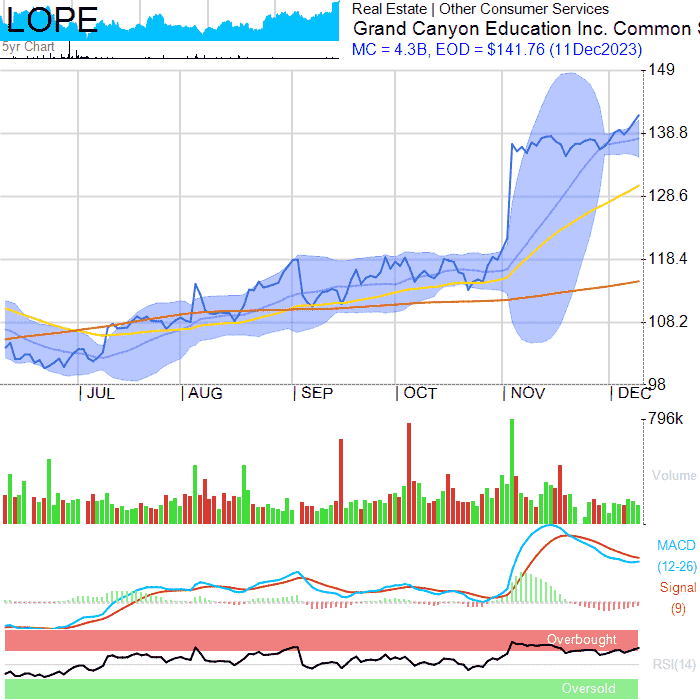 LOPE
5yr Chart
Real Estate | Other Consumer Services
Grand Canyon Education Inc. Common S
MC = 4.3B, EOD = $141.76 (11Dec2023)
149
138.8
128.6
118.4
108.2
98
JUL AUG SEP OCT NOV DEC
796k
Volume
MACD
(12-26)
Signal
(9)
Overbought
RSI(14)
Oversold